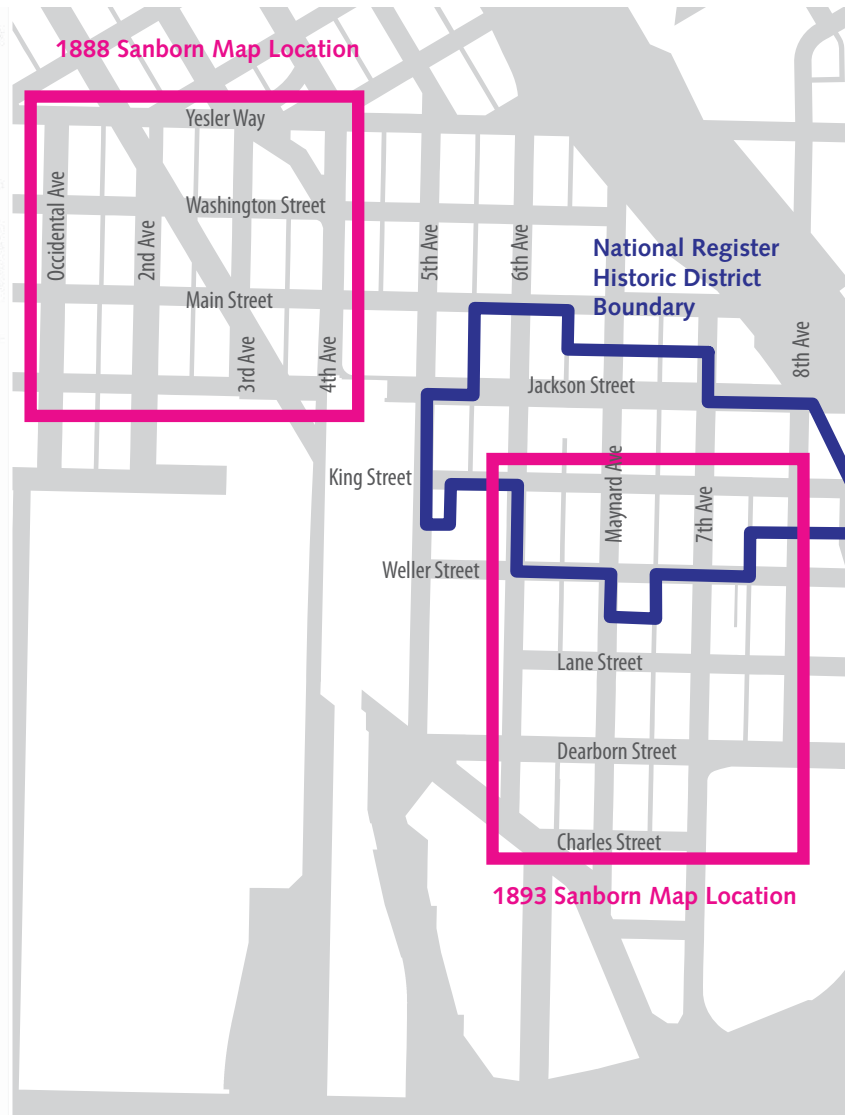 1888 Sanborn Map Location
Yesler Way
Washington Street
Occidental Ave
2nd Ave
5th Ave
6th Ave
National Register
Historic District
Boundary
Main Street
3rd Ave
4th Ave
8th Ave
Jackson Street
King Street
Maynard Ave
7th Ave
Weller Street
Lane Street
Dearborn Street
Charles Street
1893 Sanborn Map Location